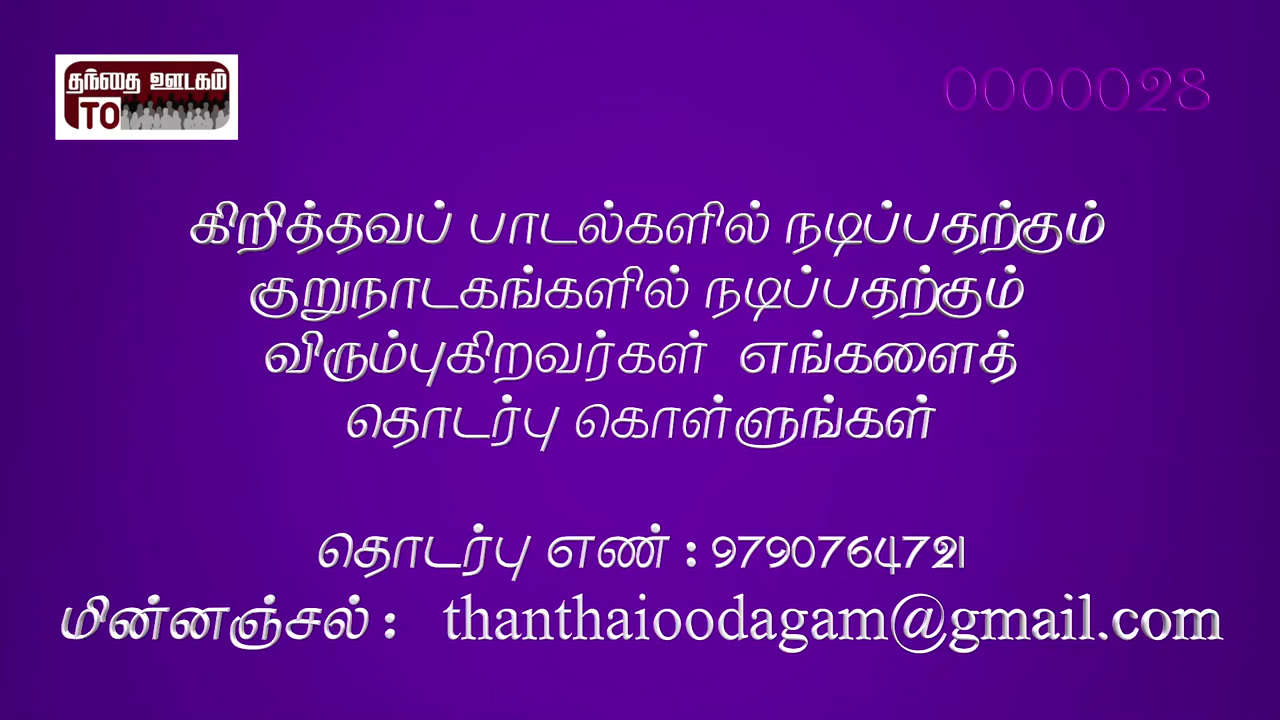 தந்தை ஊடகம்
TO
0000028
கிறித்தவப் பாடல்களில் நடிப்பதற்கும்
குறுநாடகங்களில் நடிப்பதற்கும்
விரும்புகிறவர்கள் எங்களைத்
தொடர்பு கொள்ளுங்கள்
தொடர்பு எண் : 9790764721
மின்னஞ்சல் : thanthaioodagam@gmail.com